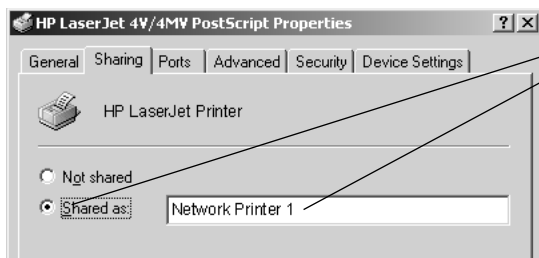 HP LaserJet 4V/4MV PostScript Properties
General Sharing Ports Advanced Security Device Settings
HP LaserJet Printer
Not shared
Shared as: Network Printer 1